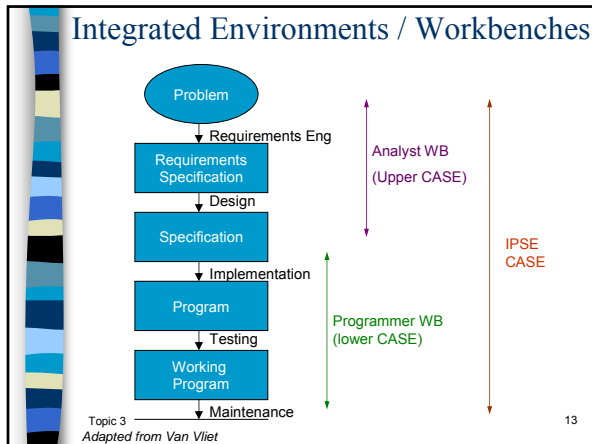 Integrated Environments / Workbenches
Problem
Requirements Eng
Requirements
Specification
Design
Specification
Implementation
Program
Testing
Working
Program
Maintenance
Analyst WB
(Upper CASE)
Programmer WB
(lower CASE)
IPSE
CASE
Topic 3
13
Adapted from Van Vliet